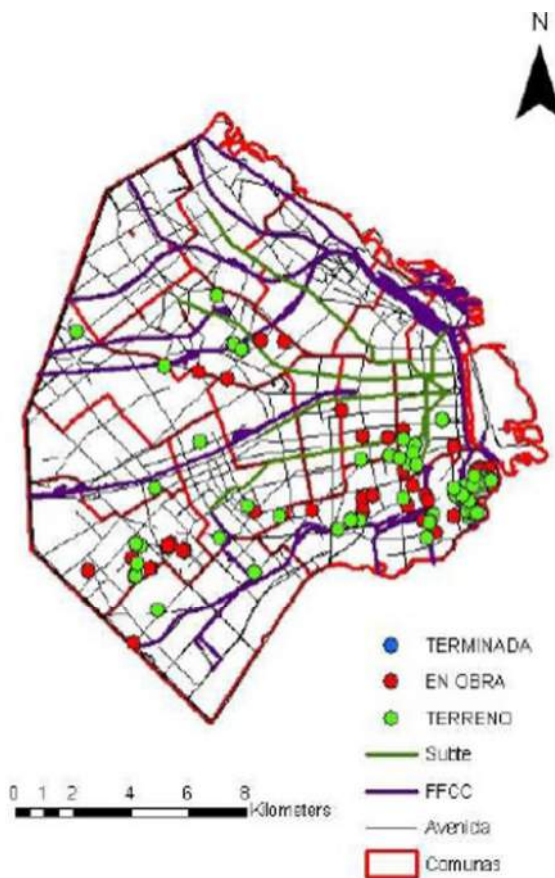 N
TERMINADA
EN OBRA
TERRENO
Subte
FFCC
Avenida
Comunas
0 1 2 4 6 8
Kilometers